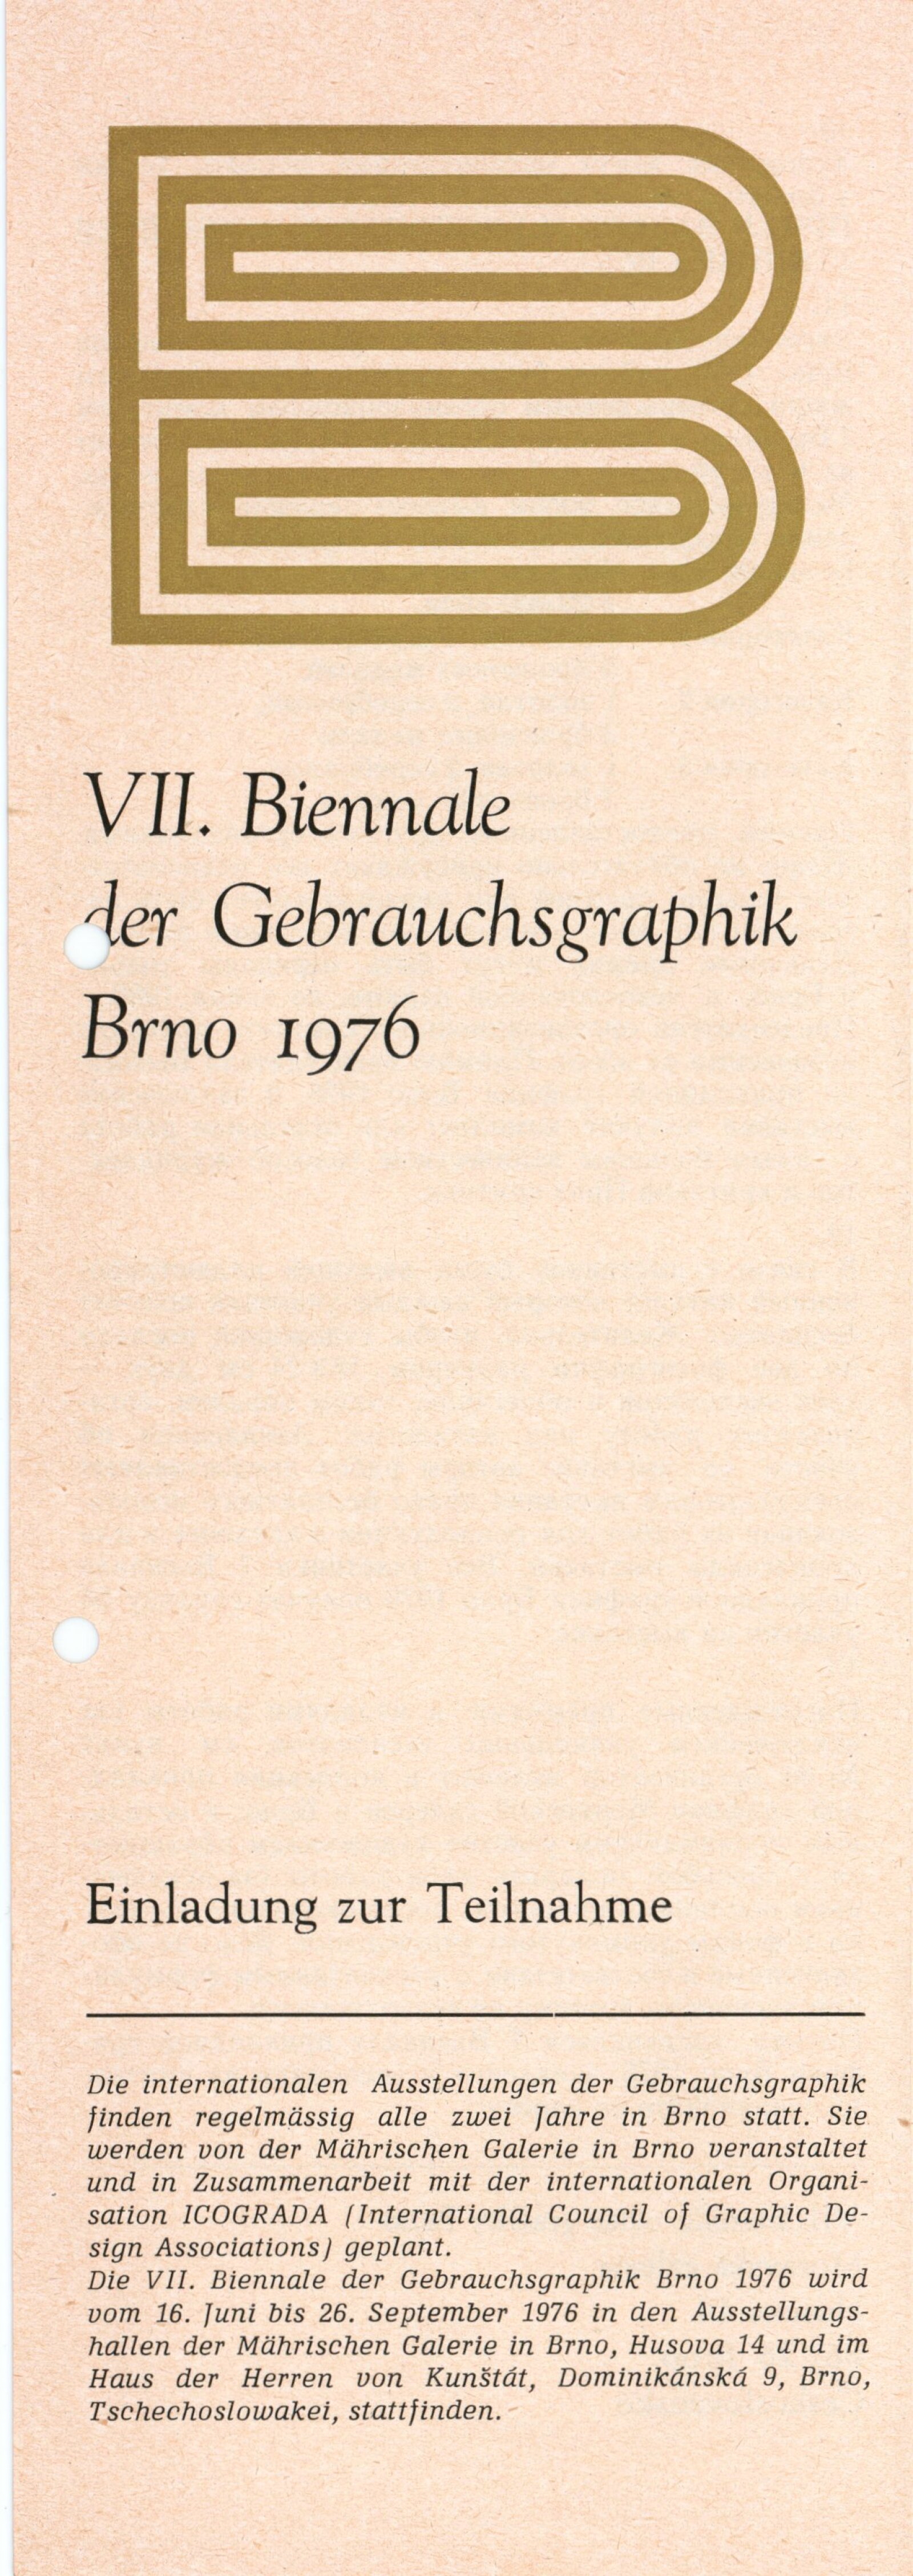 B
VII. Biennale
der Gebrauchsgraphik
Brno 1976
Einladung zur Teilnahme
Die internationalen Ausstellungen der Gebrauchsgraphik
finden regelmässig alle zwei Jahre in Brno statt. Sie
werden von der Mährischen Galerie in Brno veranstaltet
und in Zusammenarbeit mit der internationalen Organi-
sation ICOGRADA (International Council of Graphic De-
sign Associations) geplant.
Die VII. Biennale der Gebrauchsgraphik Brno 1976 wird
vom 16. Juni bis 26. September 1976 in den Ausstellungs-
hallen der Mährischen Galerie in Brno, Husova 14 und im
Haus der Herren von Kunštát, Dominikánská 9, Brno,
Tschechoslowakei, stattfinden.